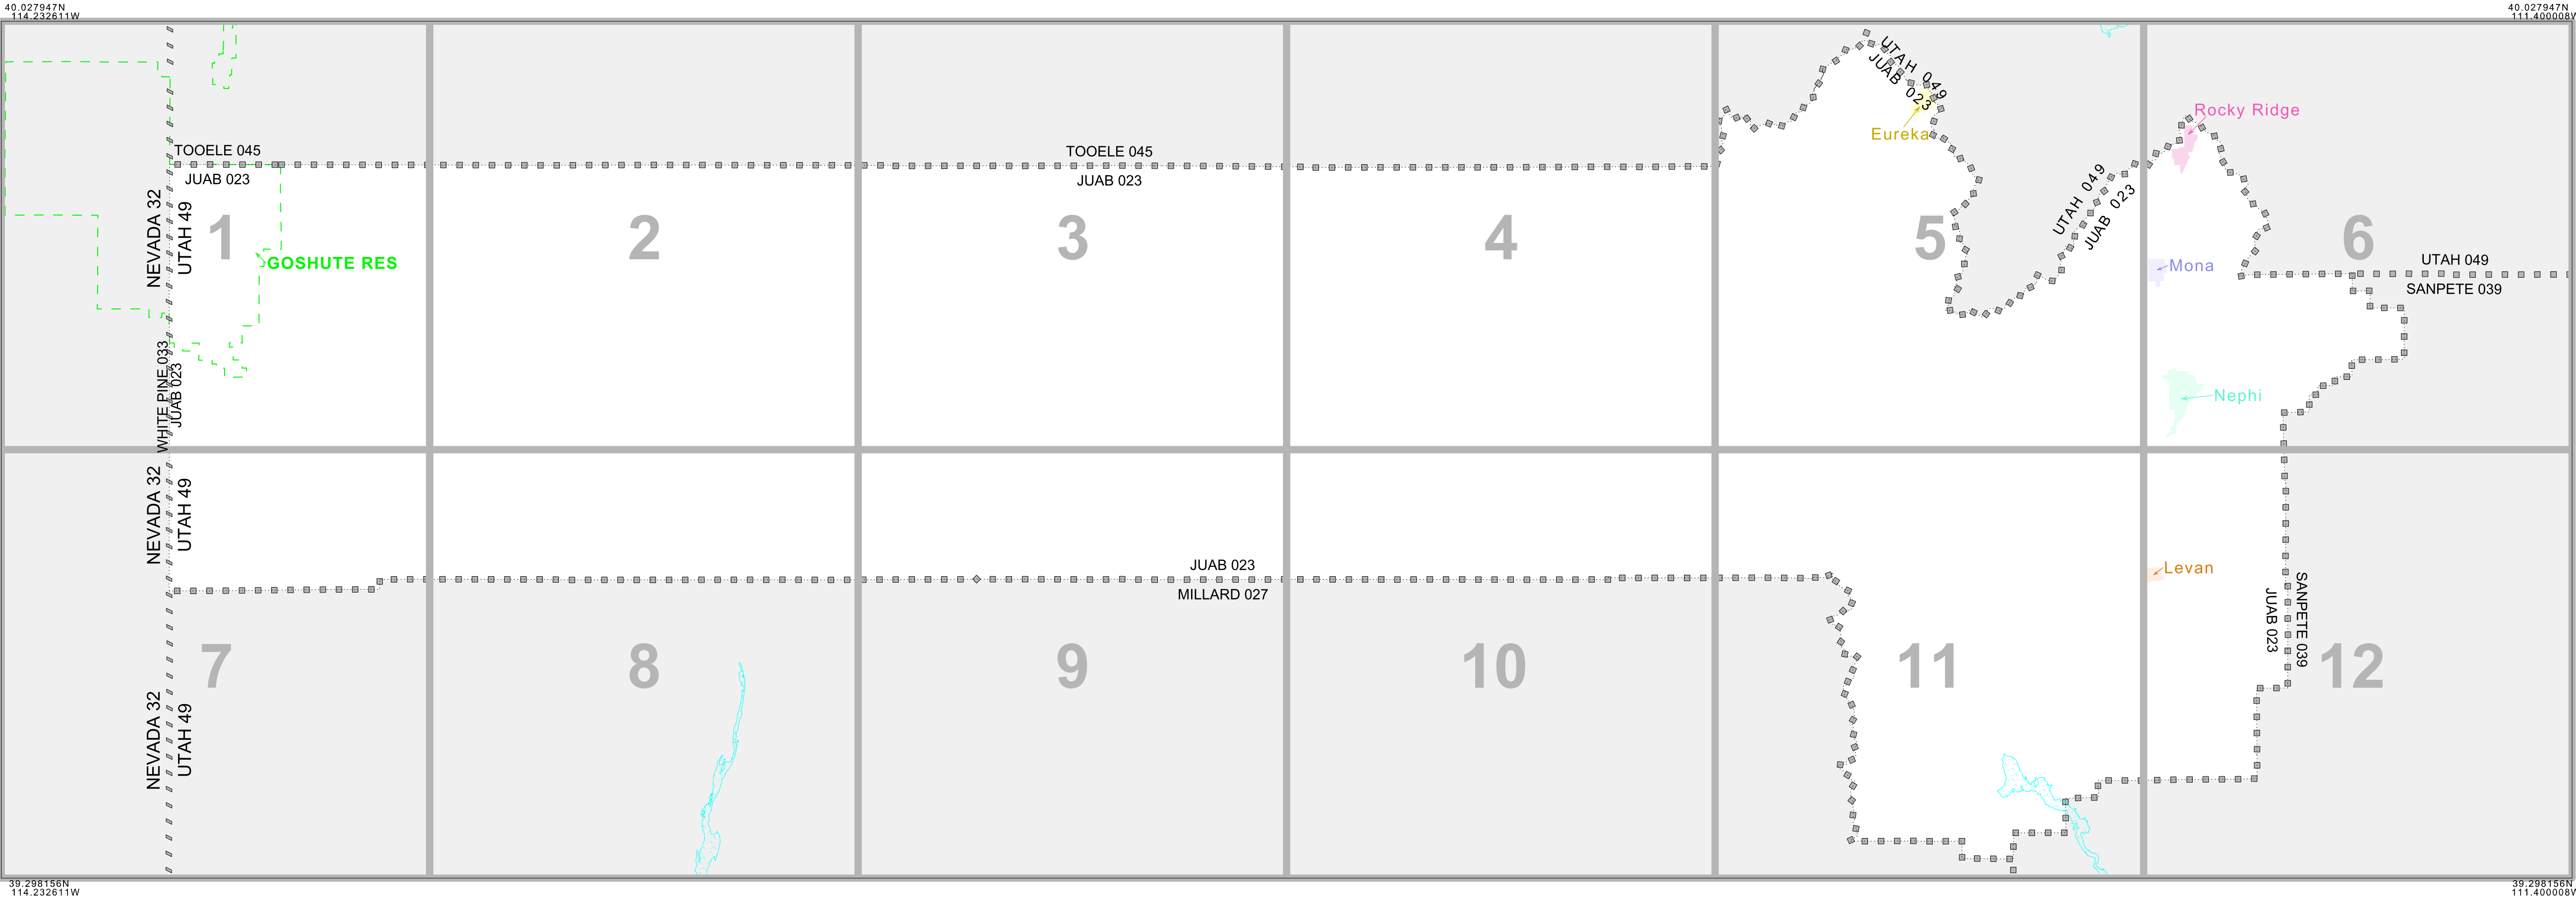 40.027947N
114.232611W
40.027947N
111.400008W
UTAH 049
JUAB 023
Eureka
Rocky Ridge
TOOELE 045
JUAB 023
TOOELE 045
JUAB 023
NEVADA 32
UTAH 49
1
2
3
4
5
6
UTAH 049
JUAB 023
GOSHUTE RES
Mona
UTAH 049
SANPETE 039
WHITE PINE 033
JUAB 023
Nephi
NEVADA 32
UTAH 49
JUAB 023
MILLARD 027
Levan
JUAB 023
SANPETE 039
7
8
9
10
11
12
NEVADA 32
UTAH 49
39.298156N
114.232611W
39.298156N
111.400008W